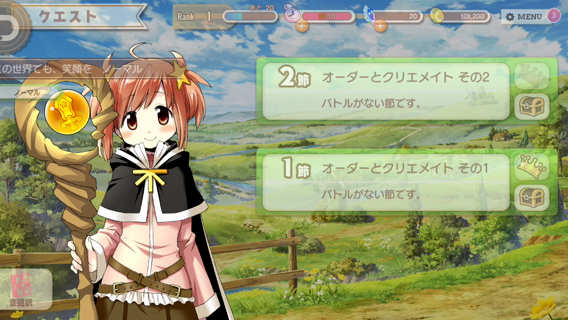 クエスト
Rank 1
20
10
20
101,200
MENU
の世界でも、笑顔を ノーマル
ノーマル
2節 オーダーとクリエメイト その2
バトルがない節です。
1節 オーダーとクリエメイト その1
バトルがない節です。
章選択